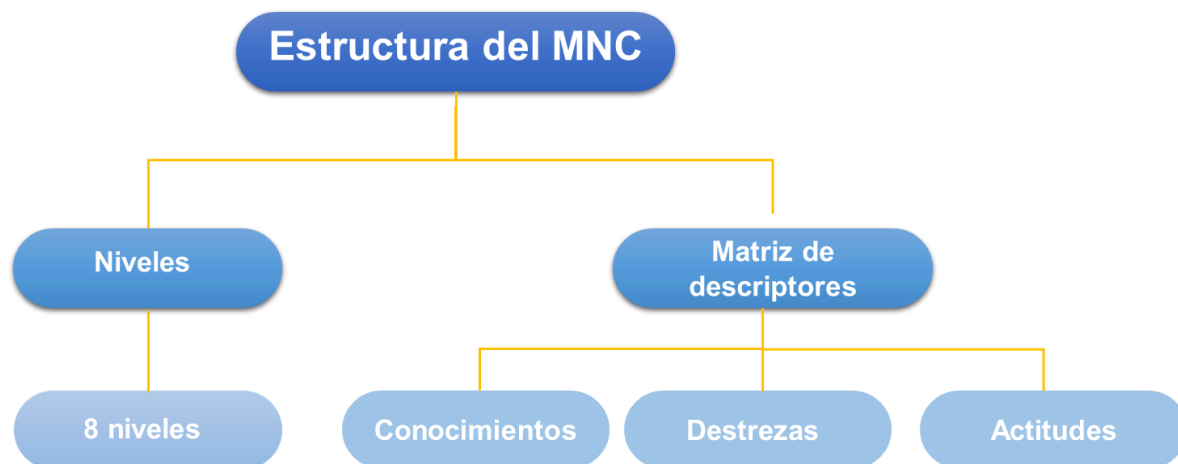 Estructura del MNC
Niveles
Matriz de
descriptores
8 niveles
Conocimientos
Destrezas
Actitudes